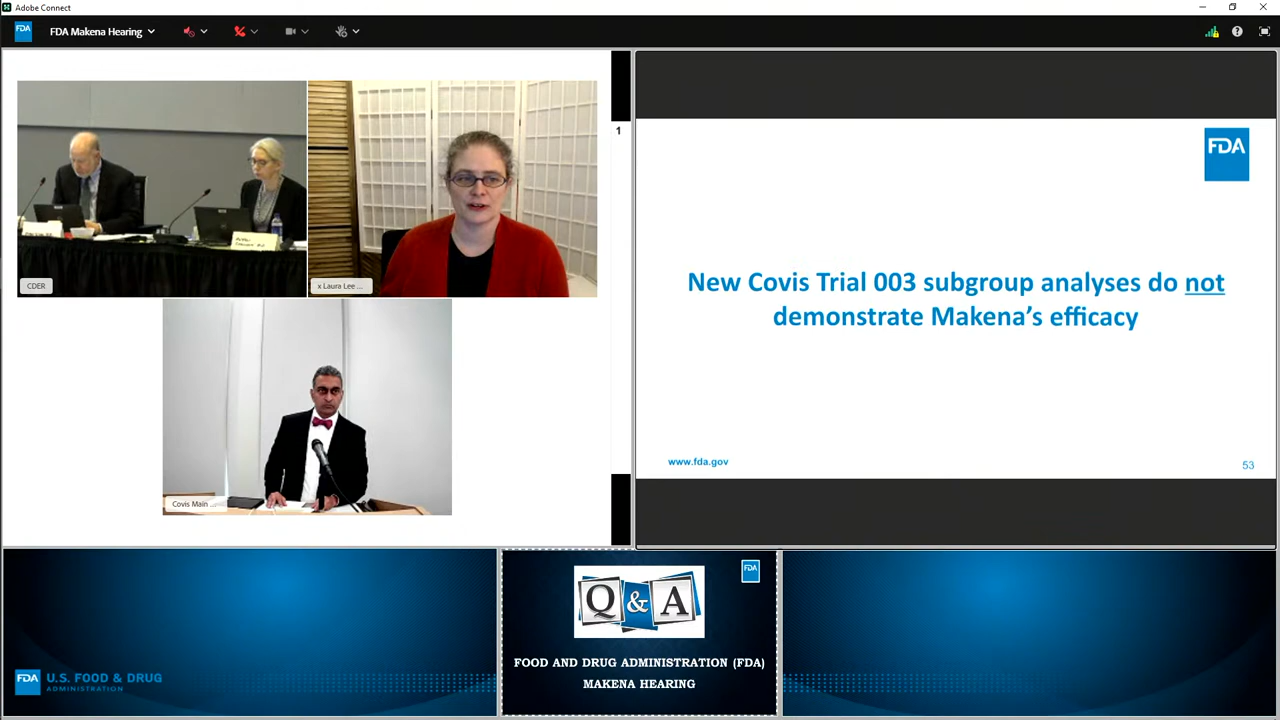 Adobe Connect
FDA
FDA Makena Hearing
CDER
x Laura Lee ...
1
Covis Main ...
FDA
New Covis Trial 003 subgroup analyses do not
demonstrate Makena's efficacy
www.fda.gov
53
FDA
Q & A
FOOD AND DRUG ADMINISTRATION (FDA)
MAKENA HEARING
FDA
U.S. FOOD & DRUG
ADMINISTRATION